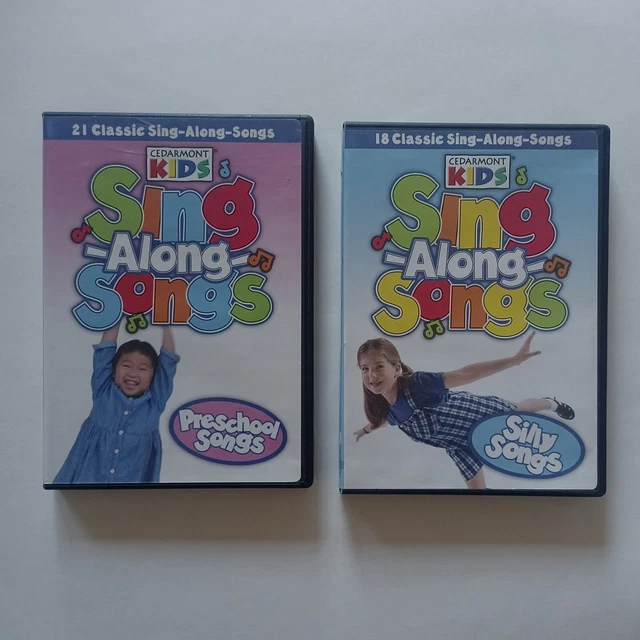 21 Classic Sing-Along-Songs
CEDARMONT
KIDS
Sing
Along
Songs
Preschool
Songs
18 Classic Sing-Along-Songs
CEDARMONT
KIDS
Sing
Along
Songs
Silly
Songs